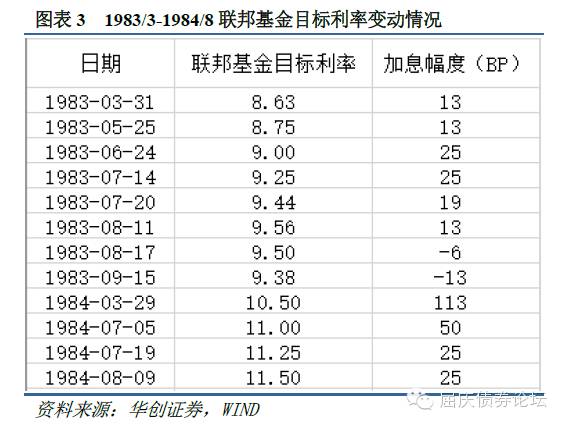 图表 3 1983/3-1984/8 联邦基金目标利率变动情况
日期 联邦基金目标利率 加息幅度（BP）
1983-03-31 8.63 13
1983-05-25 8.75 13
1983-06-24 9.00 25
1983-07-14 9.25 25
1983-07-20 9.44 19
1983-08-11 9.56 13
1983-08-17 9.50 -6
1983-09-15 9.38 -13
1984-03-29 10.50 113
1984-07-05 11.00 50
1984-07-19 11.25 25
1984-08-09 11.50 25
屈庆债券论坛
资料来源：华创证券，WIND